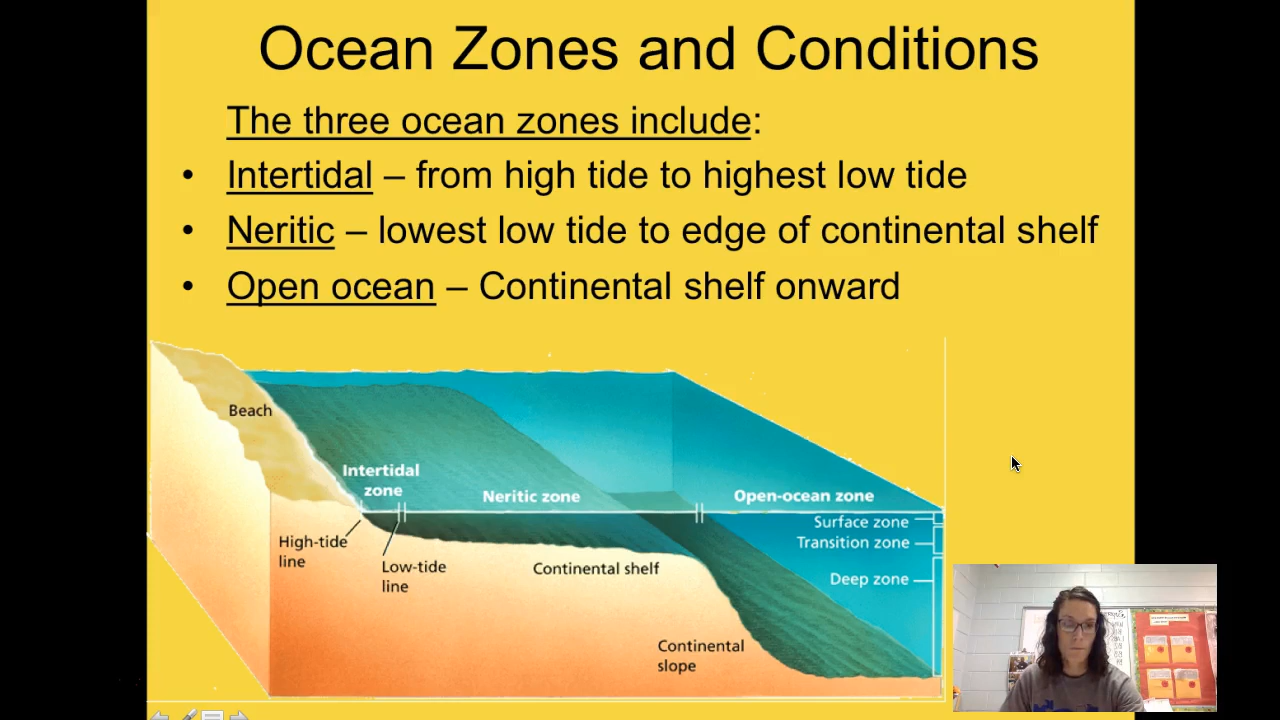 Ocean Zones and Conditions
The three ocean zones include:
• Intertidal – from high tide to highest low tide
• Neritic – lowest low tide to edge of continental shelf
• Open ocean – Continental shelf onward
Beach
Intertidal
zone
Neritic zone
Open-ocean zone
Surface zone
Transition zone
Deep zone
High-tide
line
Low-tide
line
Continental shelf
Continental
slope